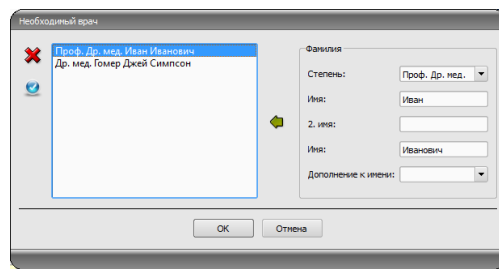 Необходимый врач
Проф. Др. мед. Иван Иванович
Др. мед. Гомер Джей Симпсон
Фамилия
Степень: Проф. Др. мед.
Имя: Иван
2. имя:
Имя: Иванович
Дополнение к имени:
OK Отмена